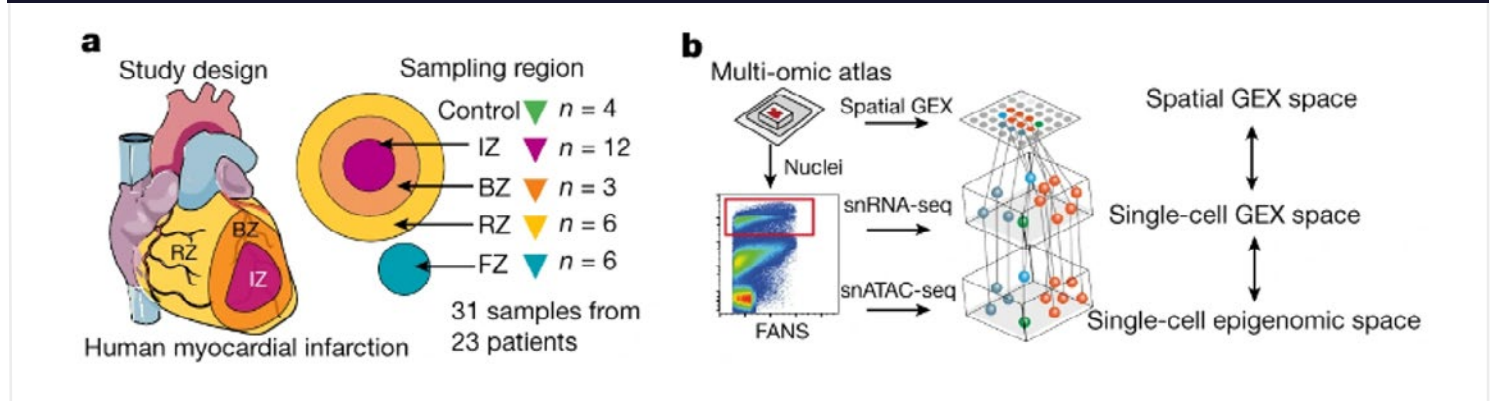 a
Study design
Sampling region
Control n = 4
IZ n = 12
BZ n = 3
RZ n = 6
FZ n = 6
31 samples from
23 patients
RZ
BZ
IZ
Human myocardial infarction
b
Multi-omic atlas
Spatial GEX
Nuclei
snRNA-seq
snATAC-seq
FANS
Spatial GEX space
Single-cell GEX space
Single-cell epigenomic space